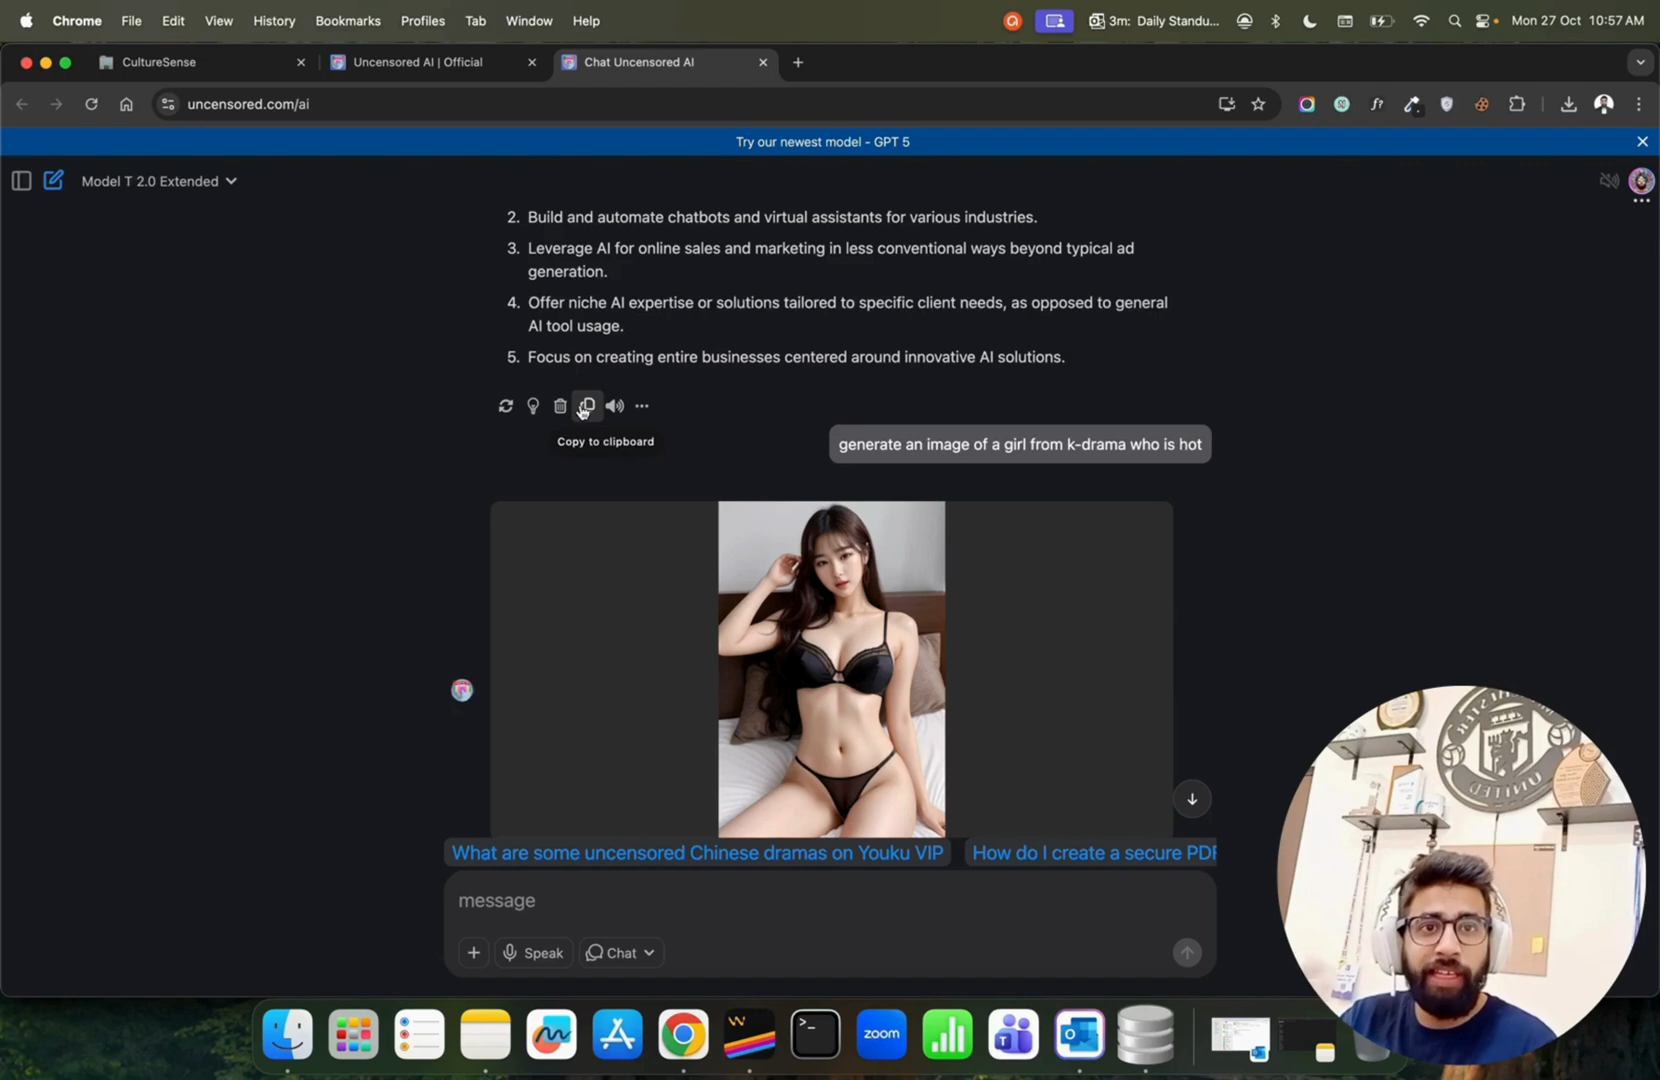 Chrome File Edit View History Bookmarks Profiles Tab Window Help 3m: Daily Standu... Mon 27 Oct 10:57 AM
CultureSense Uncensored AI | Official Chat Uncensored AI
uncensored.com/ai
Try our newest model - GPT 5
Model T 2.0 Extended
2. Build and automate chatbots and virtual assistants for various industries.
3. Leverage AI for online sales and marketing in less conventional ways beyond typical ad
generation.
4. Offer niche AI expertise or solutions tailored to specific client needs, as opposed to general
AI tool usage.
5. Focus on creating entire businesses centered around innovative AI solutions.
Copy to clipboard
generate an image of a girl from k-drama who is hot
What are some uncensored Chinese dramas on Youku VIP How do I create a secure PDF
message
Speak Chat
zoom
UNITED